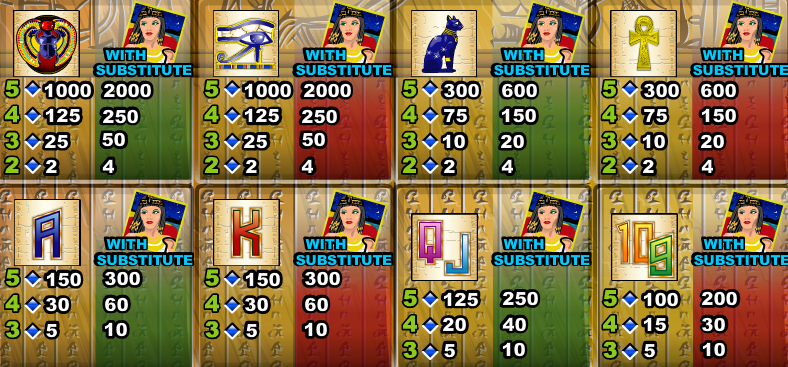 WITH
SUBSTITUTE
5 1000 2000
4 125 250
3 25 50
2 2 4
WITH
SUBSTITUTE
5 1000 2000
4 125 250
3 25 50
2 2 4
WITH
SUBSTITUTE
5 300 600
4 75 150
3 10 20
2 2 4
WITH
SUBSTITUTE
5 300 600
4 75 150
3 10 20
2 2 4
A
WITH
SUBSTITUTE
5 150 300
4 30 60
3 5 10
K
WITH
SUBSTITUTE
5 150 300
4 30 60
3 5 10
Q J
WITH
SUBSTITUTE
5 125 250
4 20 40
3 5 10
10 9
WITH
SUBSTITUTE
5 100 200
4 15 30
3 5 10